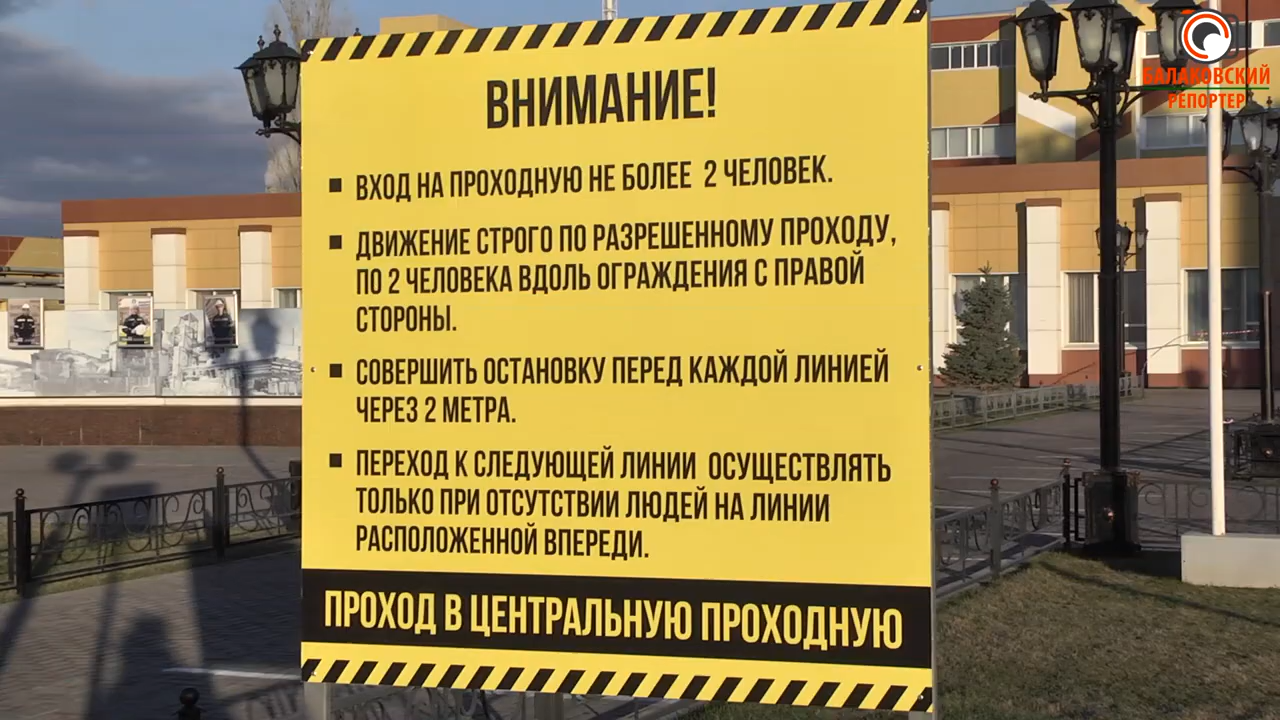 БАЛАКОВСКИЙ
РЕПОРТЕР
ВНИМАНИЕ!
ВХОД НА ПРОХОДНУЮ НЕ БОЛЕЕ 2 ЧЕЛОВЕК.
ДВИЖЕНИЕ СТРОГО ПО РАЗРЕШЕННОМУ ПРОХОДУ,
ПО 2 ЧЕЛОВЕКА ВДОЛЬ ОГРАЖДЕНИЯ С ПРАВОЙ
СТОРОНЫ.
СОВЕРШИТЬ ОСТАНОВКУ ПЕРЕД КАЖДОЙ ЛИНИЕЙ
ЧЕРЕЗ 2 МЕТРА.
ПЕРЕХОД К СЛЕДУЮЩЕЙ ЛИНИИ ОСУЩЕСТВЛЯТЬ
ТОЛЬКО ПРИ ОТСУТСТВИИ ЛЮДЕЙ НА ЛИНИИ
РАСПОЛОЖЕННОЙ ВПЕРЕДИ.
ПРОХОД В ЦЕНТРАЛЬНУЮ ПРОХОДНУЮ